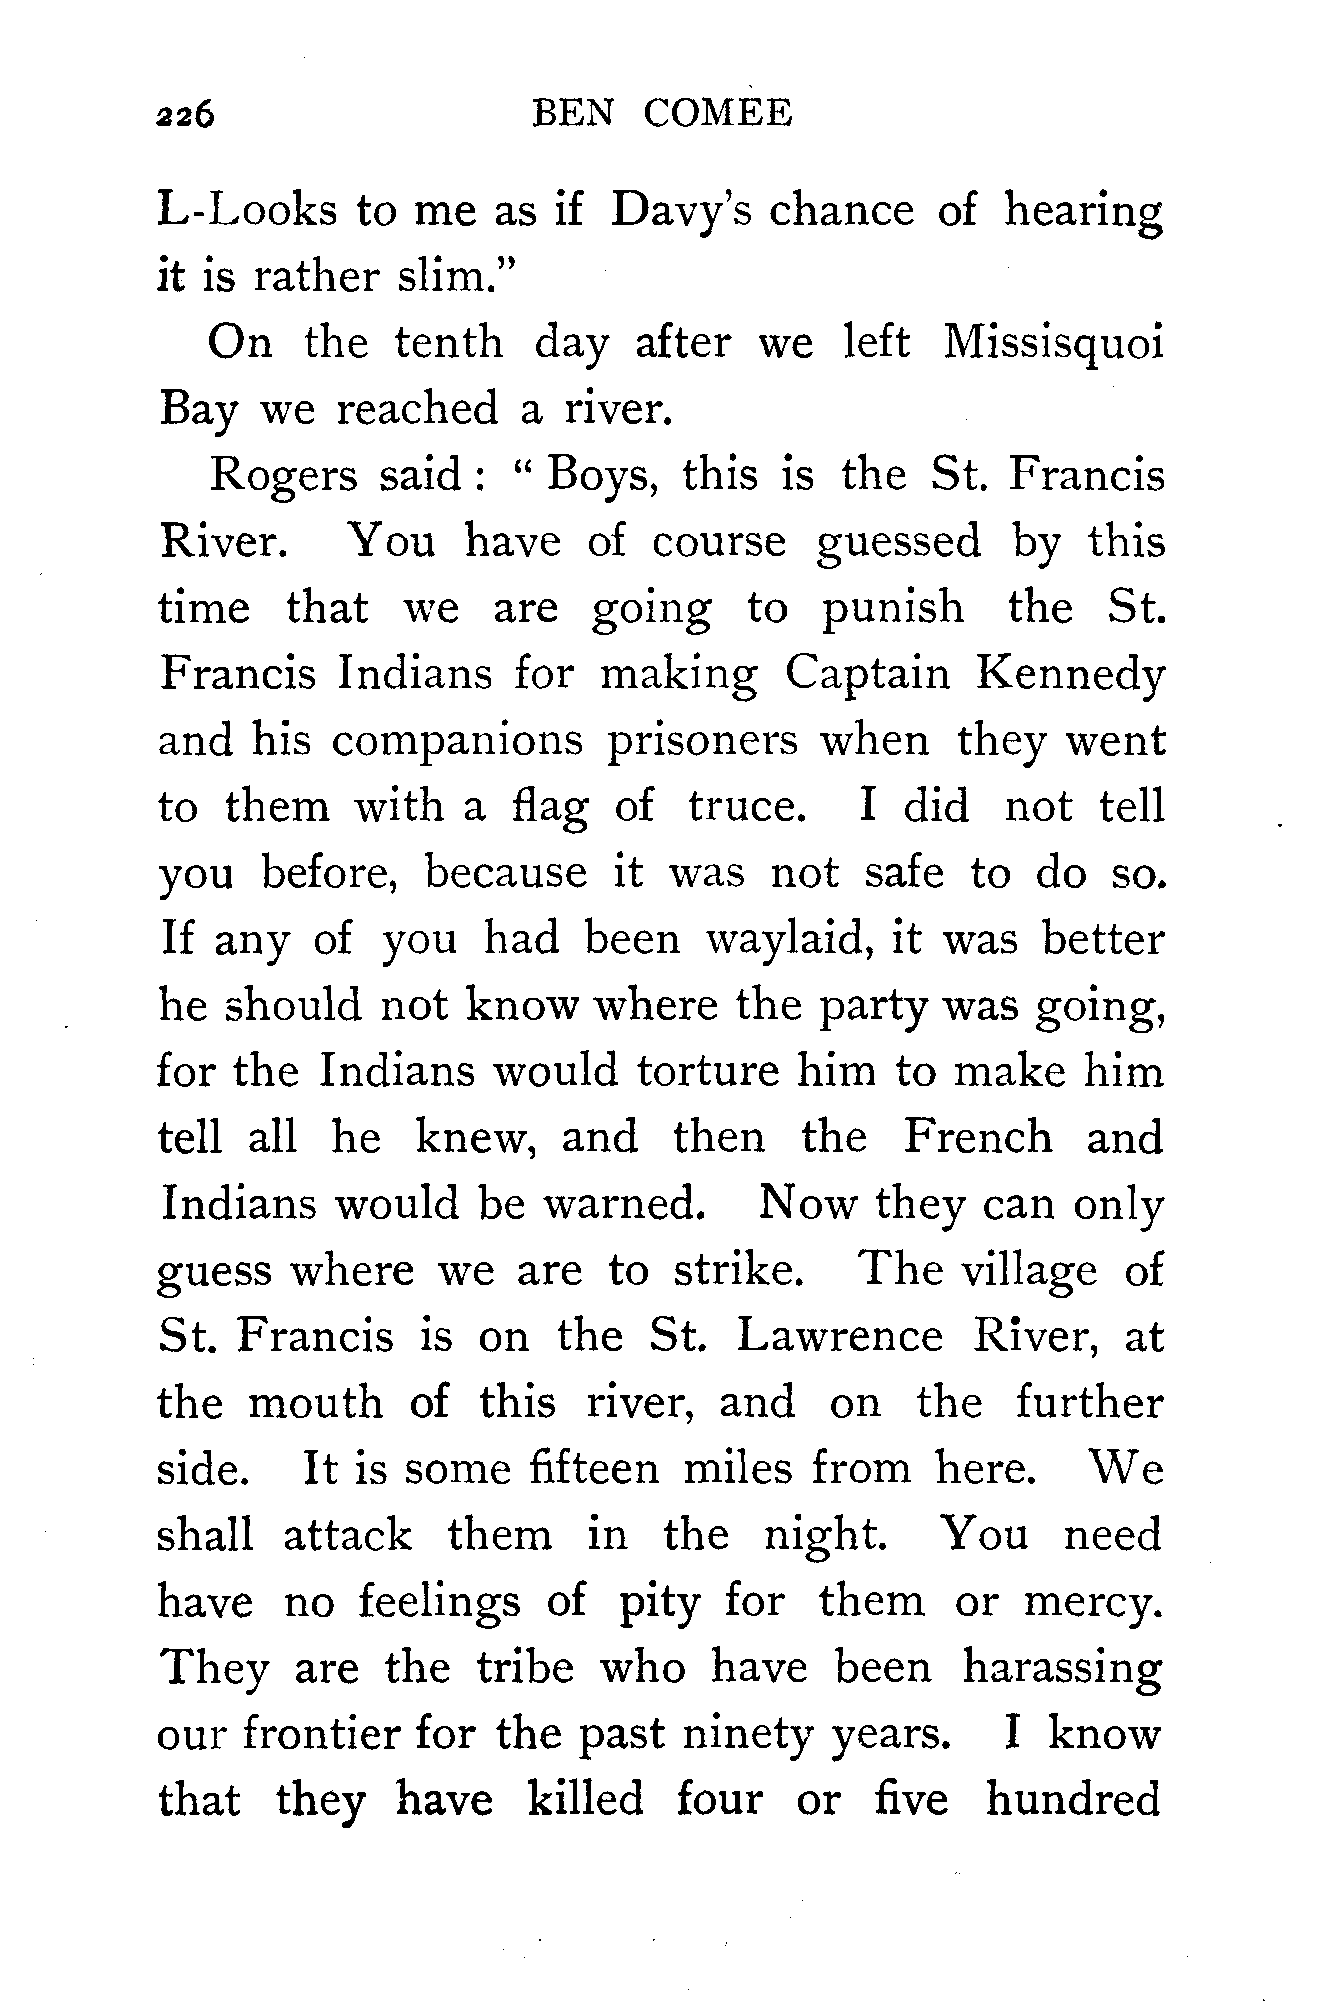 226 BEN COMEE
L-Looks to me as if Davy's chance of hearing
it is rather slim."
On the tenth day after we left Missisquoi
Bay we reached a river.
Rogers said : " Boys, this is the St. Francis
River. You have of course guessed by this
time that we are going to punish the St.
Francis Indians for making Captain Kennedy
and his companions prisoners when they went
to them with a flag of truce. I did not tell
you before, because it was not safe to do so.
If any of you had been waylaid, it was better
he should not know where the party was going,
for the Indians would torture him to make him
tell all he knew, and then the French and
Indians would be warned. Now they can only
guess where we are to strike. The village of
St. Francis is on the St. Lawrence River, at
the mouth of this river, and on the further
side. It is some fifteen miles from here. We
shall attack them in the night. You need
have no feelings of pity for them or mercy.
They are the tribe who have been harassing
our frontier for the past ninety years. I know
that they have killed four or five hundred